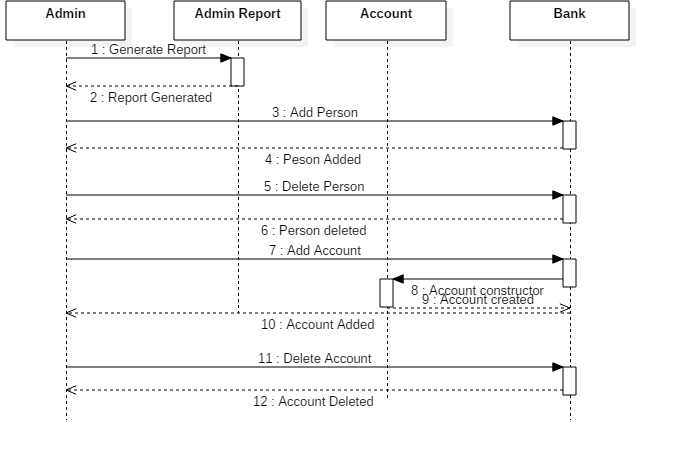 Admin
Admin Report
Account
Bank
1 : Generate Report
2 : Report Generated
3 : Add Person
4 : Peson Added
5 : Delete Person
6 : Person deleted
7 : Add Account
8 : Account constructor
9 : Account created
10 : Account Added
11 : Delete Account
12 : Account Deleted